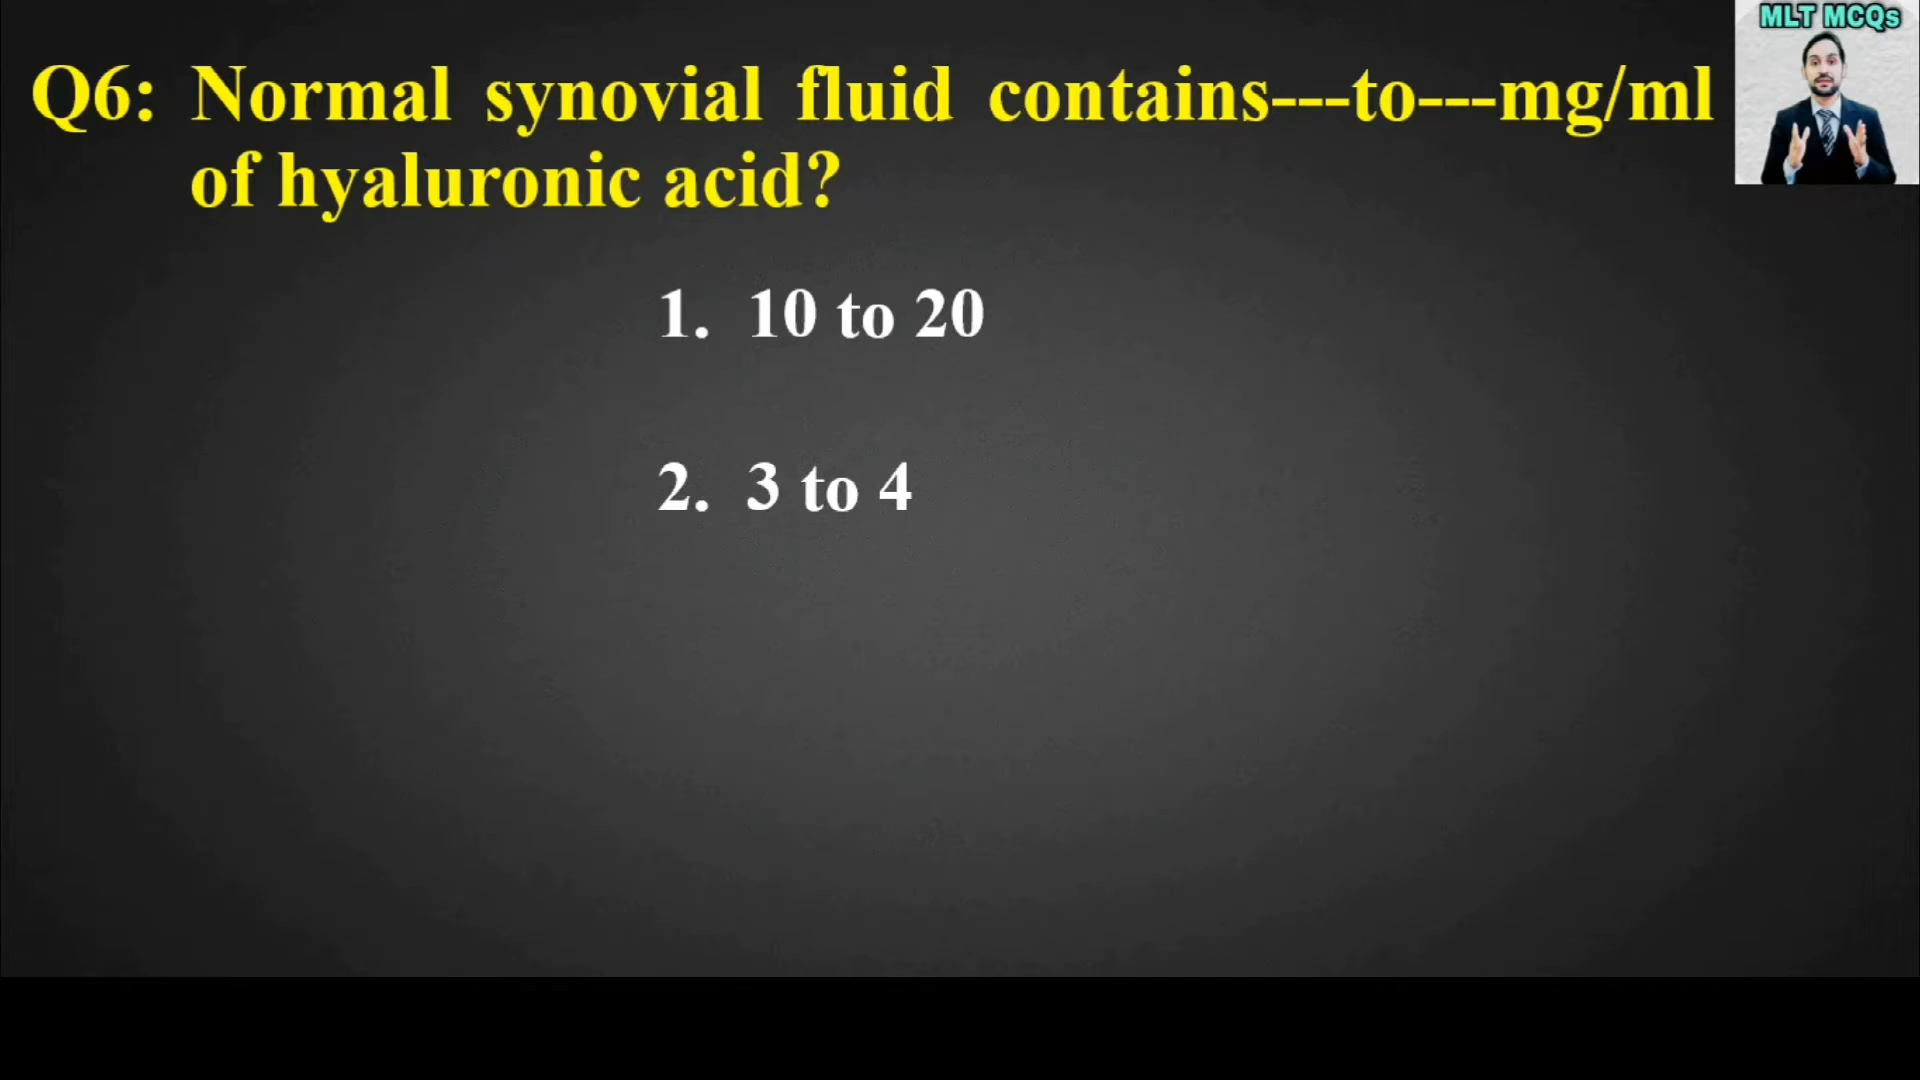 MLT MCQs
Q6: Normal synovial fluid contains---to---mg/ml
of hyaluronic acid?
1. 10 to 20
2. 3 to 4